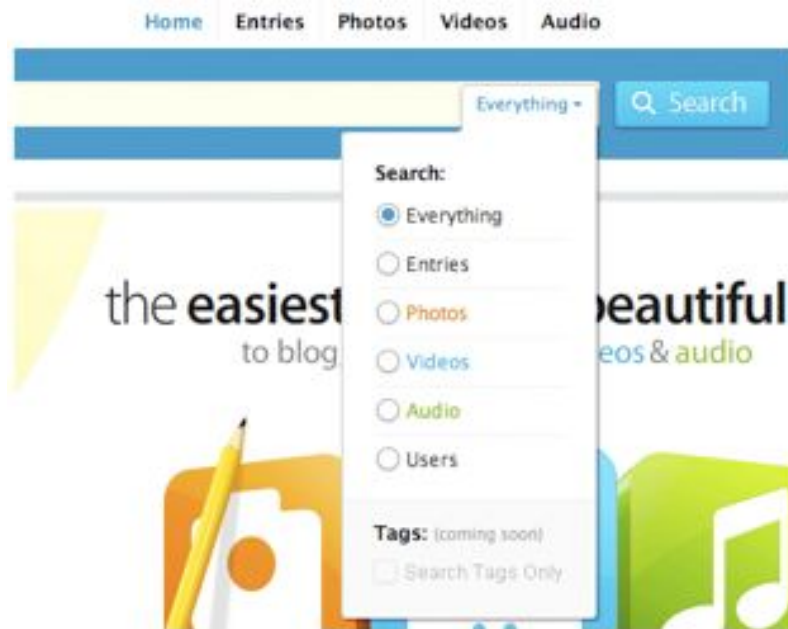 Home Entries Photos Videos Audio
Everything
Search
Search:
Everything
Entries
Photos
Videos
Audio
Users
Tags: (coming soon)
Search Tags Only
the easiest beautiful
to blog eos & audio